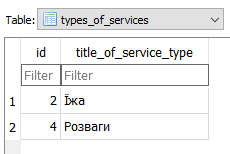 Table: types_of_services
id title_of_service_type
Filter Filter
1 2 Їжа
2 4 Розваги